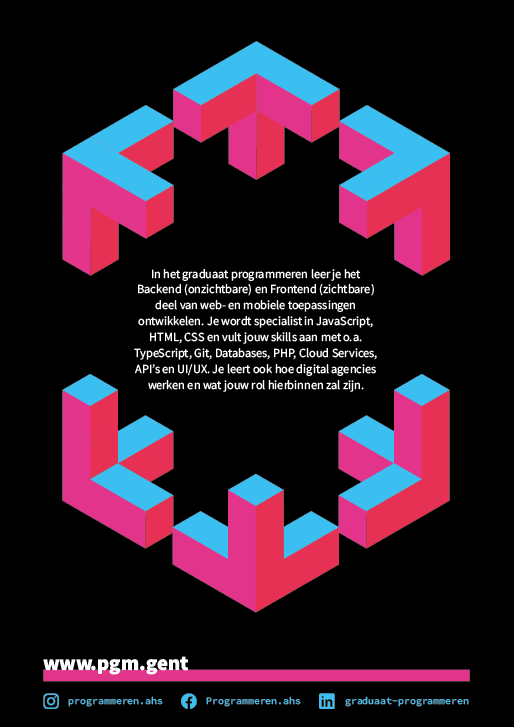 In het graduaat programmeren leer je het
Backend (onzichtbare) en Frontend (zichtbare)
deel van web- en mobiele toepassingen
ontwikkelen. Je wordt specialist in JavaScript,
HTML, CSS en vult jouw skills aan met o.a.
TypeScript, Git, Databases, PHP, Cloud Services,
API's en UI/UX. Je leert ook hoe digital agencies
werken en wat jouw rol hierbinnen zal zijn.
www.pgm.gent
programmeren.ahs Programmeren.ahs graduaat-programmeren